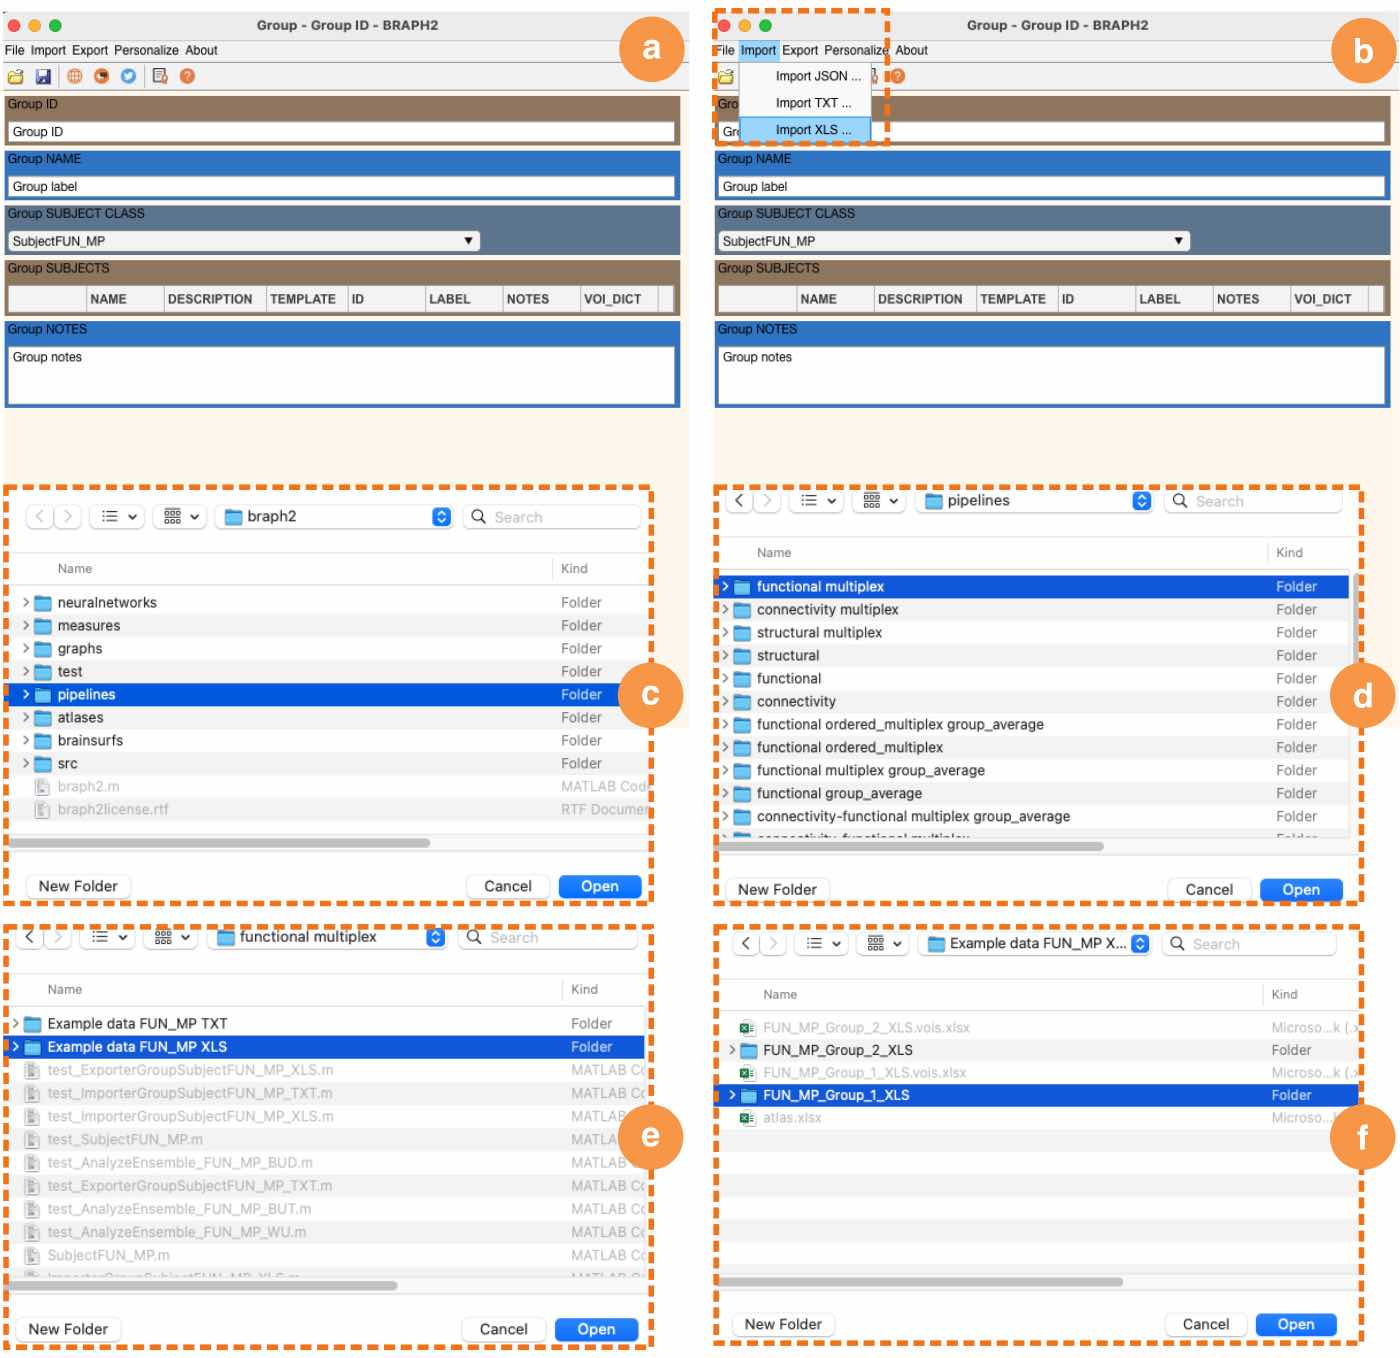 Group - Group ID - BRAPH2
File Import Export Personalize About
a
Group ID
Group ID
Group NAME
Group label
Group SUBJECT CLASS
SubjectFUN_MP
Group SUBJECTS
NAME DESCRIPTION TEMPLATE ID LABEL NOTES VOI_DICT
Group NOTES
Group notes
Group - Group ID - BRAPH2
File Import Export Personalize About
b
Import JSON ...
Import TXT ...
Import XLS ...
Group NAME
Group label
Group SUBJECT CLASS
SubjectFUN_MP
Group SUBJECTS
NAME DESCRIPTION TEMPLATE ID LABEL NOTES VOI_DICT
Group NOTES
Group notes
braph2 Search
Name Kind
neuralnetworks Folder
measures Folder
graphs Folder
test Folder
pipelines Folder
c
atlases Folder
brainsurfs Folder
src Folder
braph2.m MATLAB Code
braph2license.rtf RTF Documen
New Folder Cancel Open
pipelines Search
Name Kind
functional multiplex Folder
connectivity multiplex Folder
structural multiplex Folder
structural Folder
functional Folder
d
connectivity Folder
functional ordered_multiplex group_average Folder
functional ordered_multiplex Folder
functional multiplex group_average Folder
functional group_average Folder
connectivity-functional multiplex group_average Folder
connectivity-functional multiplex Folder
New Folder Cancel Open
functional multiplex Search
Name Kind
Example data FUN_MP TXT Folder
Example data FUN_MP XLS Folder
test_ExporterGroupSubjectFUN_MP_XLS.m MATLAB Co
test_ImporterGroupSubjectFUN_MP_TXT.m MATLAB Co
test_ImporterGroupSubjectFUN_MP_XLS.m MATLAB
test_SubjectFUN_MP.m MATLA
e
test_AnalyzeEnsemble_FUN_MP_BUD.m MATLAB
test_ExporterGroupSubjectFUN_MP_TXT.m MATLAB Co
test_AnalyzeEnsemble_FUN_MP_BUT.m MATLAB Co
test_AnalyzeEnsemble_FUN_MP_WU.m MATLAB Co
SubjectFUN_MP.m MATLAB Co
ImporterGroupSubjectFUN_MP_XLS.m MATLAB Co
New Folder Cancel Open
Example data FUN_MP X... Search
Name Kind
FUN_MP_Group_2_XLS.vois.xlsx Microso...k (.x
FUN_MP_Group_2_XLS Folder
FUN_MP_Group_1_XLS.vois.xlsx Microso...k (.x
FUN_MP_Group_1_XLS Folder
atlas.xlsx Microso...k
f
New Folder Cancel Open